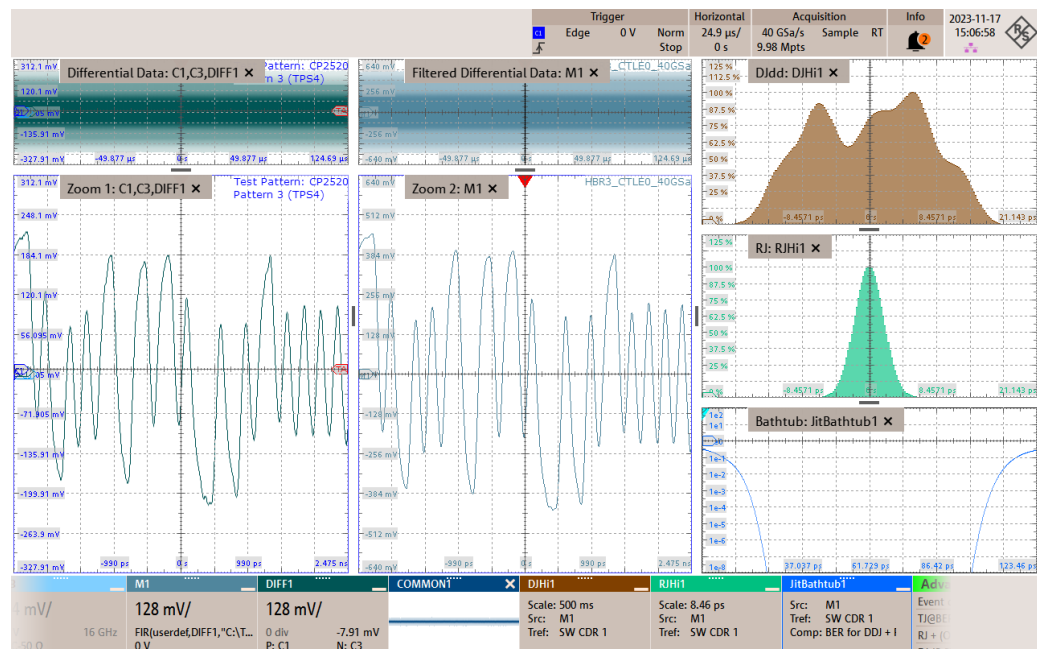 Trigger
Horizontal
Acquisition
Info
2023-11-17
C1 Edge 0 V Norm
24.9 µs/
40 GSa/s Sample RT
2
15:06:58
Stop
0 s
9.98 Mpts
R&S
312.1 mV
Differential Data: C1,C3,DIFF1 ×
Pattern: CP2520
n 3 (TPS4)
120.1 mV
-135.91 mV
-327.91 mV -49.877 µs 0 s 49.877 µs 124.69 µs
TA
640 mV
Filtered Differential Data: M1 ×
_CTLE0_40GSa
256 mV
-256 mV
-640 mV -49.877 µs 0 s 49.877 µs 124.69 µs
Zoom 1: C1,C3,DIFF1 ×
Test Pattern: CP2520
Pattern 3 (TPS4)
312.1 mV
248.1 mV
184.1 mV
120.1 mV
56.095 mV
TA
-71.905 mV
-135.91 mV
-199.91 mV
-263.9 mV
-327.91 mV -990 ps 0 s 990 ps 2.475 ns
Zoom 2: M1 ×
HBR3_CTLE0_40GSa
640 mV
512 mV
384 mV
256 mV
128 mV
-128 mV
-256 mV
-384 mV
-512 mV
-640 mV -990 ps 0 s 990 ps 2.475 ns
125 %
DJdd: DJHi1 ×
112.5 %
100 %
87.5 %
75 %
62.5 %
50 %
37.5 %
25 %
0 % -8.4571 ps 0 s 8.4571 ps 21.143 ps
125 %
RJ: RJHi1 ×
100 %
87.5 %
75 %
62.5 %
50 %
37.5 %
25 %
0 % -8.4571 ps 0 s 8.4571 ps 21.143 ps
1e2
Bathtub: JitBathtub1 ×
1e1
1e-1
1e-2
1e-3
1e-4
1e-5
1e-6
1e-8 37.037 ps 61.729 ps 86.42 ps 123.46 ps
mV/
16 GHz
50 Ω
M1
128 mV/
FIR(userdef,DIFF1,"C:\T...
0 V
DIFF1
128 mV/
0 div -7.91 mV
P: C1 N: C3
COMMON1 ×
DJHi1
Scale: 500 ms
Src: M1
Tref: SW CDR 1
RJHi1
Scale: 8.46 ps
Src: M1
Tref: SW CDR 1
JitBathtub1
Src: M1
Tref: SW CDR 1
Comp: BER for DDJ + I
Adva
Event
TJ@BE
RJ + (